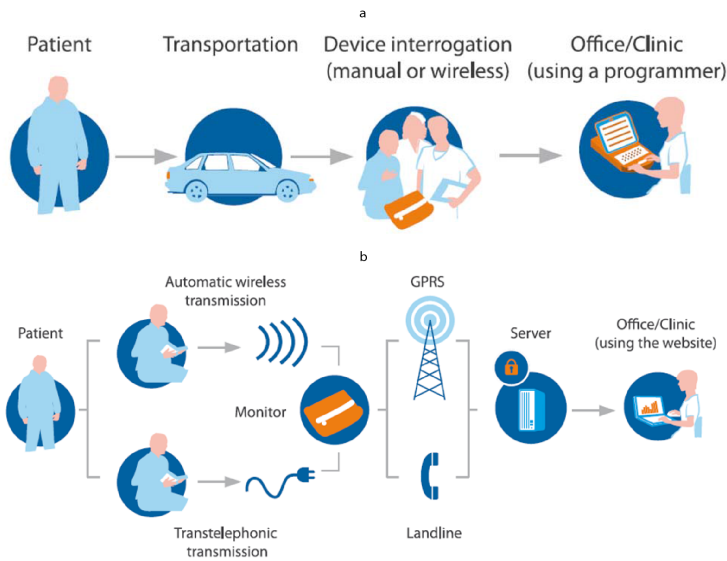 a
Patient
Transportation
Device interrogation
(manual or wireless)
Office/Clinic
(using a programmer)
b
Automatic wireless
transmission
GPRS
Patient
Server
Office/Clinic
(using the website)
Monitor
Transtelephonic
transmission
Landline